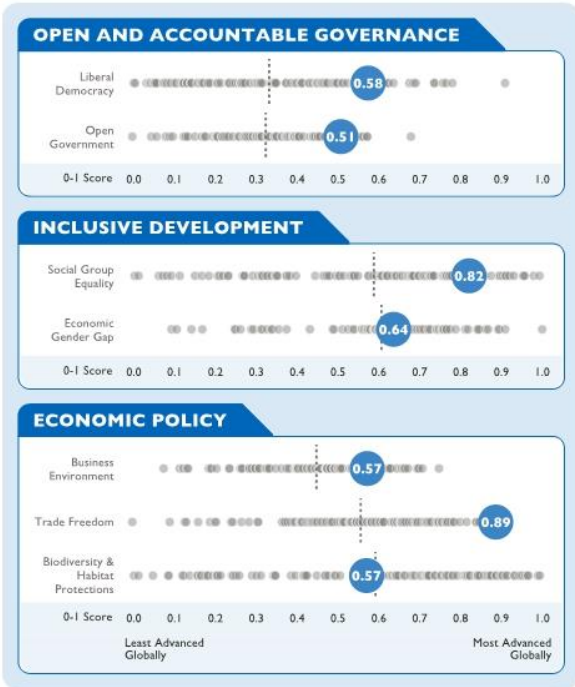 OPEN AND ACCOUNTABLE GOVERNANCE
Liberal
Democracy
0.58
Open
Government
0.51
0-1 Score 0.0 0.1 0.2 0.3 0.4 0.5 0.6 0.7 0.8 0.9 1.0
INCLUSIVE DEVELOPMENT
Social Group
Equality
0.82
Economic
Gender Gap
0.64
0-1 Score 0.0 0.1 0.2 0.3 0.4 0.5 0.6 0.7 0.8 0.9 1.0
ECONOMIC POLICY
Business
Environment
0.57
Trade Freedom 0.89
Biodiversity &
Habitat
Protections
0.57
0-1 Score 0.0 0.1 0.2 0.3 0.4 0.5 0.6 0.7 0.8 0.9 1.0
Least Advanced
Globally
Most Advanced
Globally